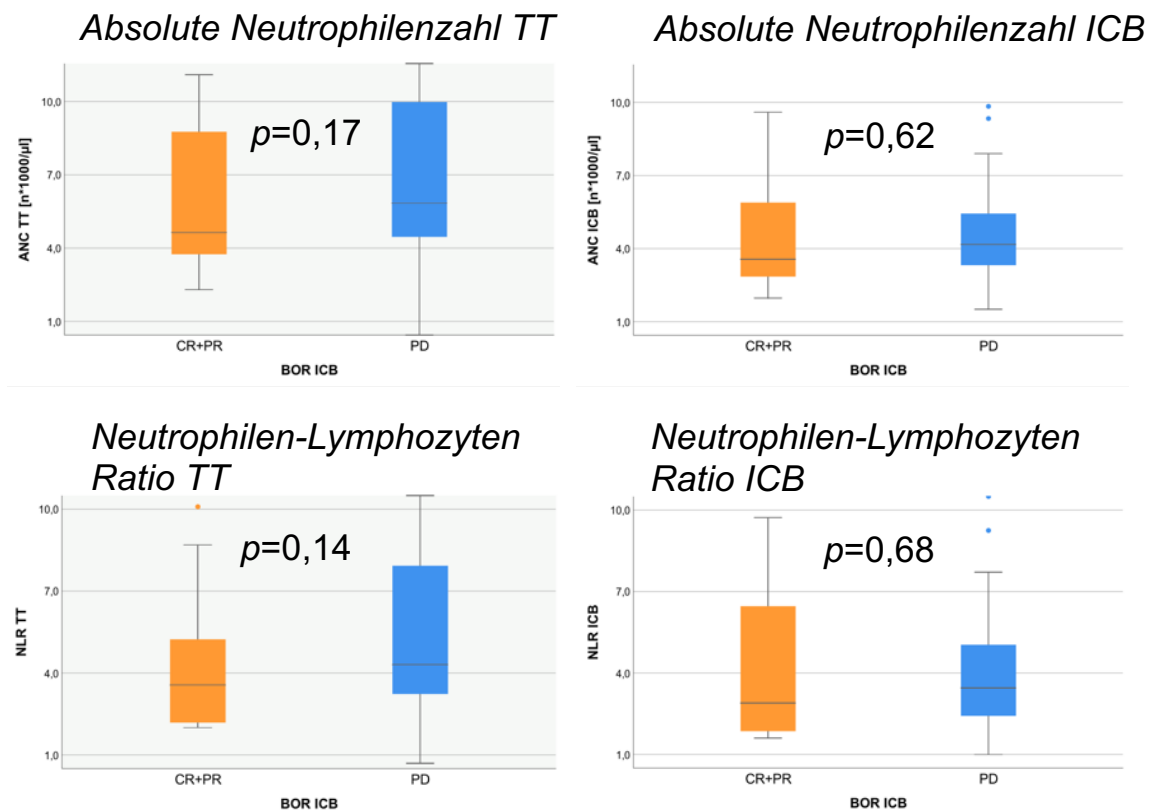 Absolute Neutrophilenzahl TT
ANC TT [n*1000/µl]
10,0
7,0
4,0
1,0
p=0,17
CR+PR
PD
BOR ICB
Absolute Neutrophilenzahl ICB
ANC ICB [n*1000/µl]
10,0
7,0
4,0
1,0
p=0,62
CR+PR
PD
BOR ICB
Neutrophilen-Lymphozyten
Ratio TT
NLR TT
10,0
7,0
4,0
1,0
p=0,14
CR+PR
PD
BOR ICB
Neutrophilen-Lymphozyten
Ratio ICB
NLR ICB
10,0
7,0
4,0
1,0
p=0,68
CR+PR
PD
BOR ICB